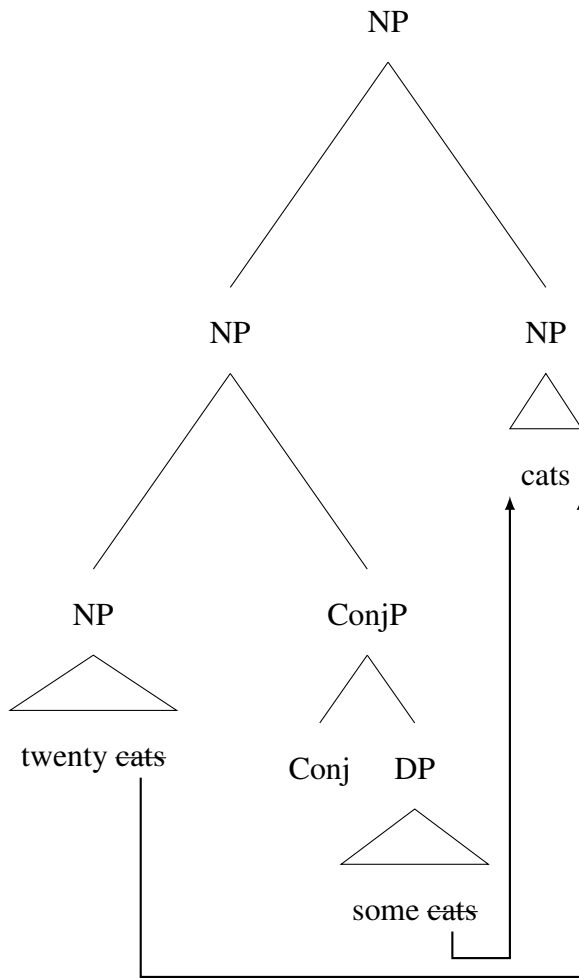 NP
NP NP
cats
NP ConjP
twenty ~~cats~~ Conj DP
some ~~cats~~